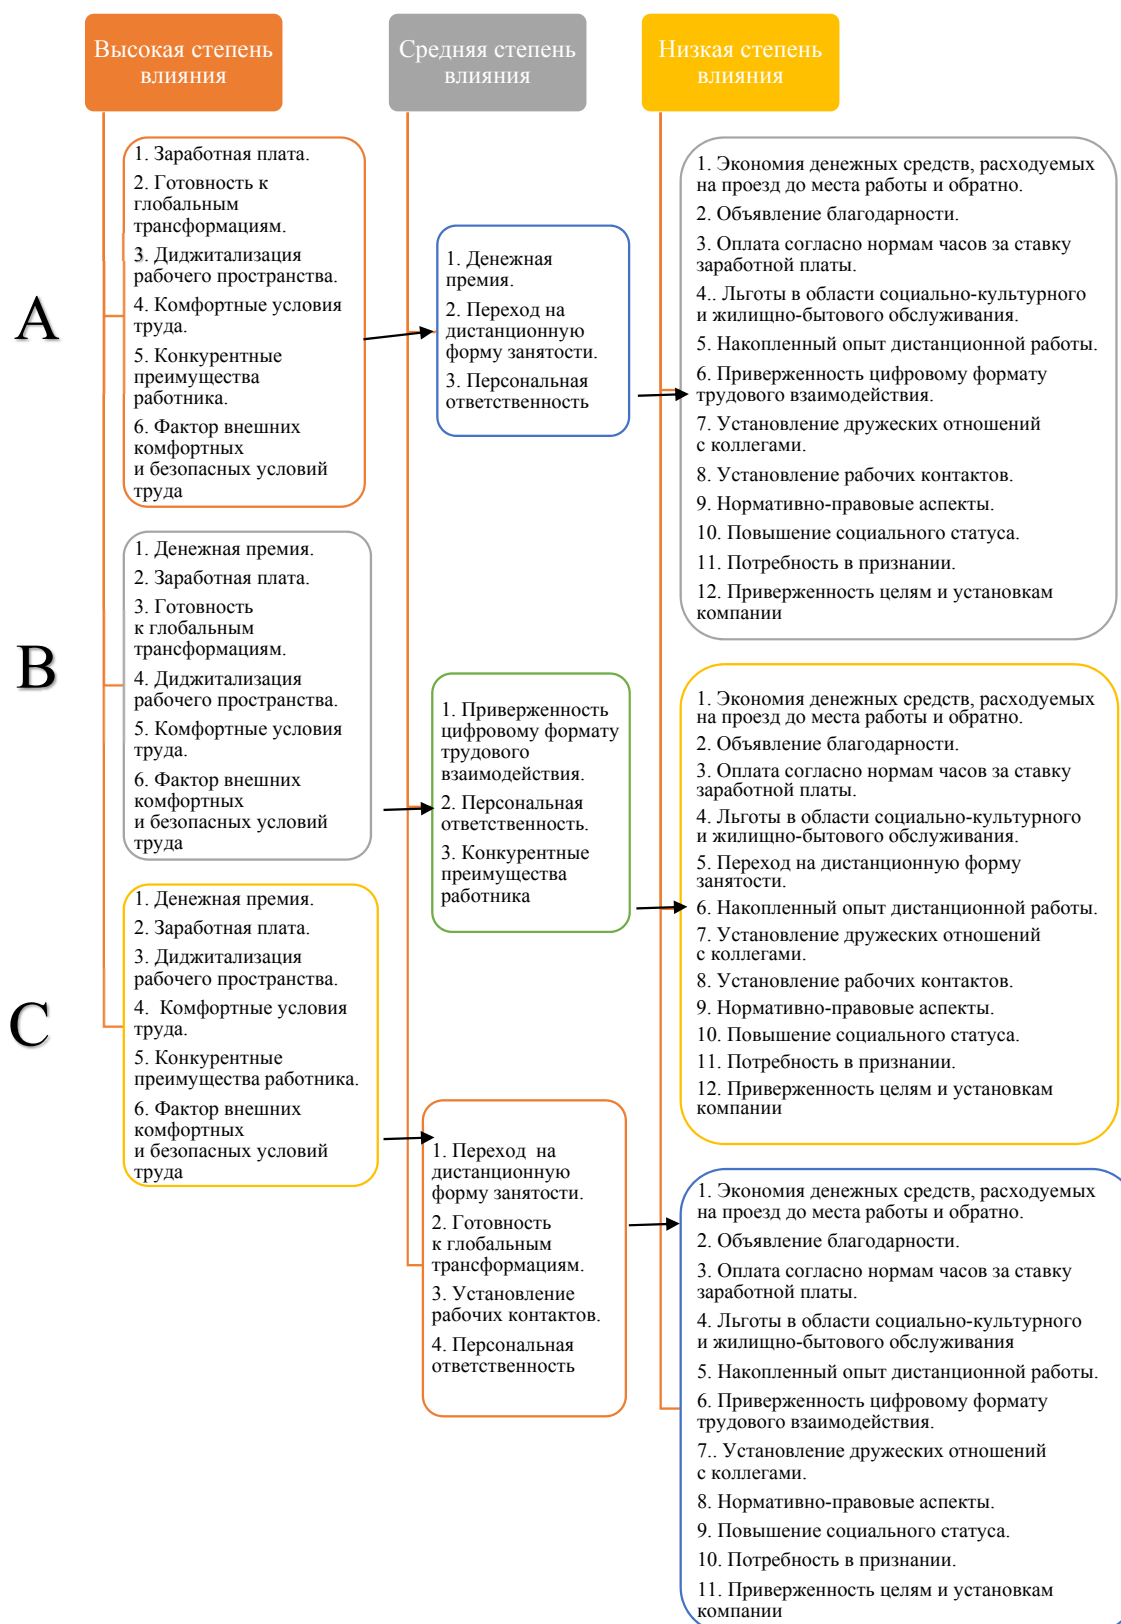 Высокая степень
влияния
Средняя степень
влияния
Низкая степень
влияния
A
1. Заработная плата.
2. Готовность к
глобальным
трансформациям.
3. Диджитализация
рабочего пространства.
4. Комфортные условия
труда.
5. Конкурентные
преимущества
работника.
6. Фактор внешних
комфортных
и безопасных условий
труда
1. Денежная
премия.
2. Переход на
дистанционную
форму занятости.
3. Персональная
ответственность
1. Экономия денежных средств, расходуемых
на проезд до места работы и обратно.
2. Объявление благодарности.
3. Оплата согласно нормам часов за ставку
заработной платы.
4.. Льготы в области социально-культурного
и жилищно-бытового обслуживания.
5. Накопленный опыт дистанционной работы.
6. Приверженность цифровому формату
трудового взаимодействия.
7. Установление дружеских отношений
с коллегами.
8. Установление рабочих контактов.
9. Нормативно-правовые аспекты.
10. Повышение социального статуса.
11. Потребность в признании.
12. Приверженность целям и установкам
компании
B
1. Денежная премия.
2. Заработная плата.
3. Готовность
к глобальным
трансформациям.
4. Диджитализация
рабочего пространства.
5. Комфортные условия
труда.
6. Фактор внешних
комфортных
и безопасных условий
труда
1. Приверженность
цифровому формату
трудового
взаимодействия.
2. Персональная
ответственность.
3. Конкурентные
преимущества
работника
1. Экономия денежных средств, расходуемых
на проезд до места работы и обратно.
2. Объявление благодарности.
3. Оплата согласно нормам часов за ставку
заработной платы.
4. Льготы в области социально-культурного
и жилищно-бытового обслуживания.
5. Переход на дистанционную форму
занятости.
6. Накопленный опыт дистанционной работы.
7. Установление дружеских отношений
с коллегами.
8. Установление рабочих контактов.
9. Нормативно-правовые аспекты.
10. Повышение социального статуса.
11. Потребность в признании.
12. Приверженность целям и установкам
компании
C
1. Денежная премия.
2. Заработная плата.
3. Диджитализация
рабочего пространства.
4. Комфортные условия
труда.
5. Конкурентные
преимущества работника.
6. Фактор внешних
комфортных
и безопасных условий
труда
1. Переход на
дистанционную
форму занятости.
2. Готовность
к глобальным
трансформациям.
3. Установление
рабочих контактов.
4. Персональная
ответственность
1. Экономия денежных средств, расходуемых
на проезд до места работы и обратно.
2. Объявление благодарности.
3. Оплата согласно нормам часов за ставку
заработной платы.
4. Льготы в области социально-культурного
и жилищно-бытового обслуживания
5. Накопленный опыт дистанционной работы.
6. Приверженность цифровому формату
трудового взаимодействия.
7.. Установление дружеских отношений
с коллегами.
8. Нормативно-правовые аспекты.
9. Повышение социального статуса.
10. Потребность в признании.
11. Приверженность целям и установкам
компании